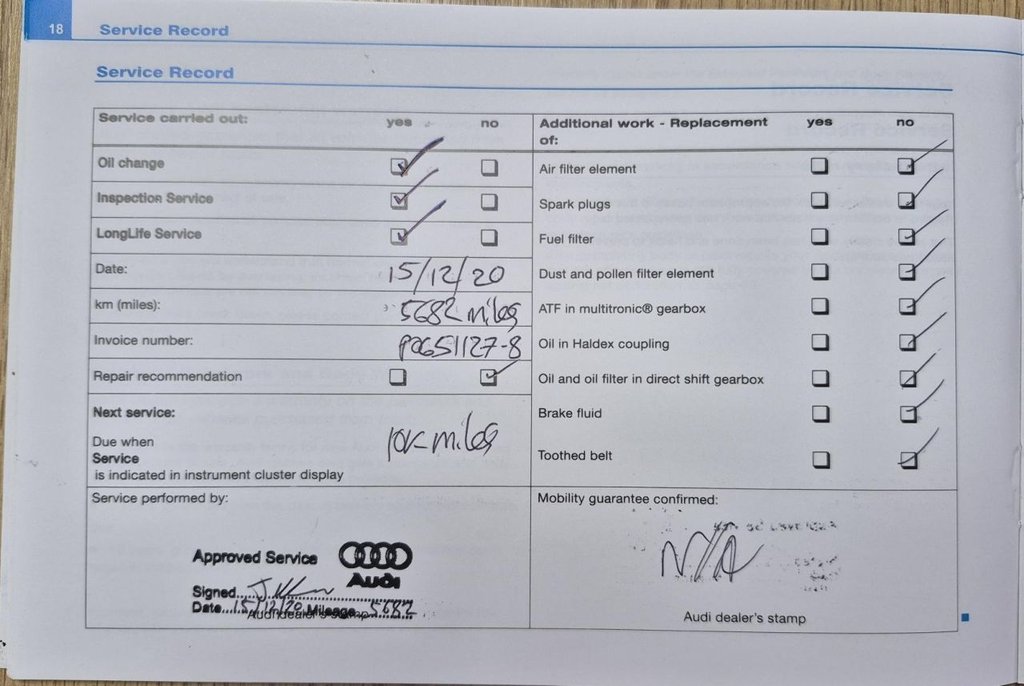 18 Service Record
Service Record
Service carried out: yes no
Oil change
Inspection Service
LongLife Service
Date: 15/12/20
km (miles): 5682 miles
Invoice number:
Repair recommendation
Next service: 10K miles
Due when
Service
is indicated in instrument cluster display
Service performed by:
Approved Service
Audi
Signed
Date 15/12/20 Mileage 5682
Audi dealer's stamp
Additional work - Replacement yes no
of:
Air filter element
Spark plugs
Fuel filter
Dust and pollen filter element
ATF in multitronic® gearbox
Oil in Haldex coupling
Oil and oil filter in direct shift gearbox
Brake fluid
Toothed belt
Mobility guarantee confirmed:
N/A
Audi dealer's stamp